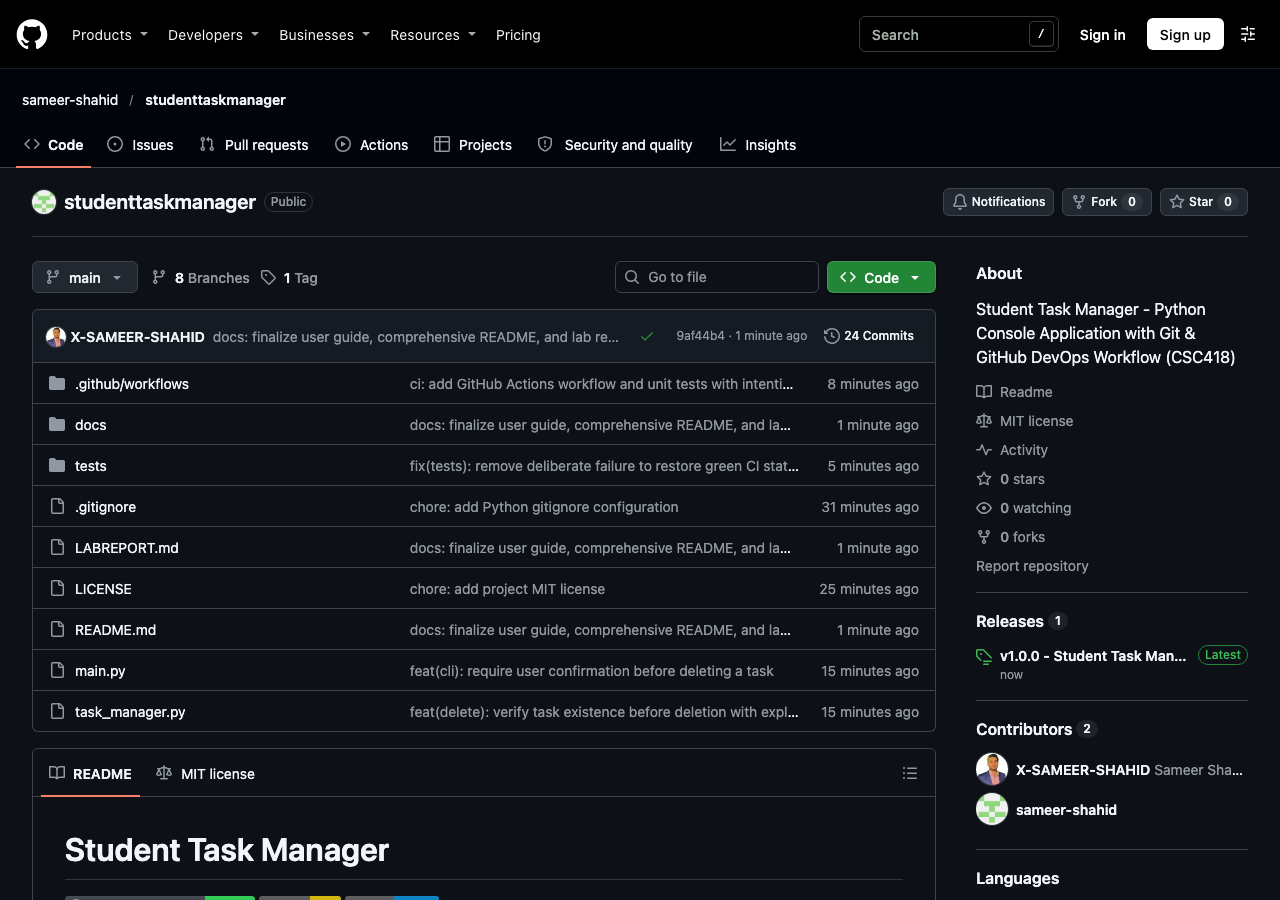 Products Developers Businesses Resources Pricing Search / Sign in Sign up
sameer-shahid / studenttaskmanager
Code Issues Pull requests Actions Projects Security and quality Insights
studenttaskmanager Public Notifications Fork 0 Star 0
main 8 Branches 1 Tag Go to file Code
X-SAMEER-SHAHID docs: finalize user guide, comprehensive README, and lab re... 9af44b4 · 1 minute ago 24 Commits
.github/workflows ci: add GitHub Actions workflow and unit tests with intenti... 8 minutes ago
docs docs: finalize user guide, comprehensive README, and la... 1 minute ago
tests fix(tests): remove deliberate failure to restore green CI stat... 5 minutes ago
.gitignore chore: add Python gitignore configuration 31 minutes ago
LABREPORT.md docs: finalize user guide, comprehensive README, and la... 1 minute ago
LICENSE chore: add project MIT license 25 minutes ago
README.md docs: finalize user guide, comprehensive README, and la... 1 minute ago
main.py feat(cli): require user confirmation before deleting a task 15 minutes ago
task_manager.py feat(delete): verify task existence before deletion with expl... 15 minutes ago
README MIT license
Student Task Manager
About
Student Task Manager - Python
Console Application with Git &
GitHub DevOps Workflow (CSC418)
Readme
MIT license
Activity
0 stars
0 watching
0 forks
Report repository
Releases 1
v1.0.0 - Student Task Man... Latest
now
Contributors 2
X-SAMEER-SHAHID Sameer Sha...
sameer-shahid
Languages